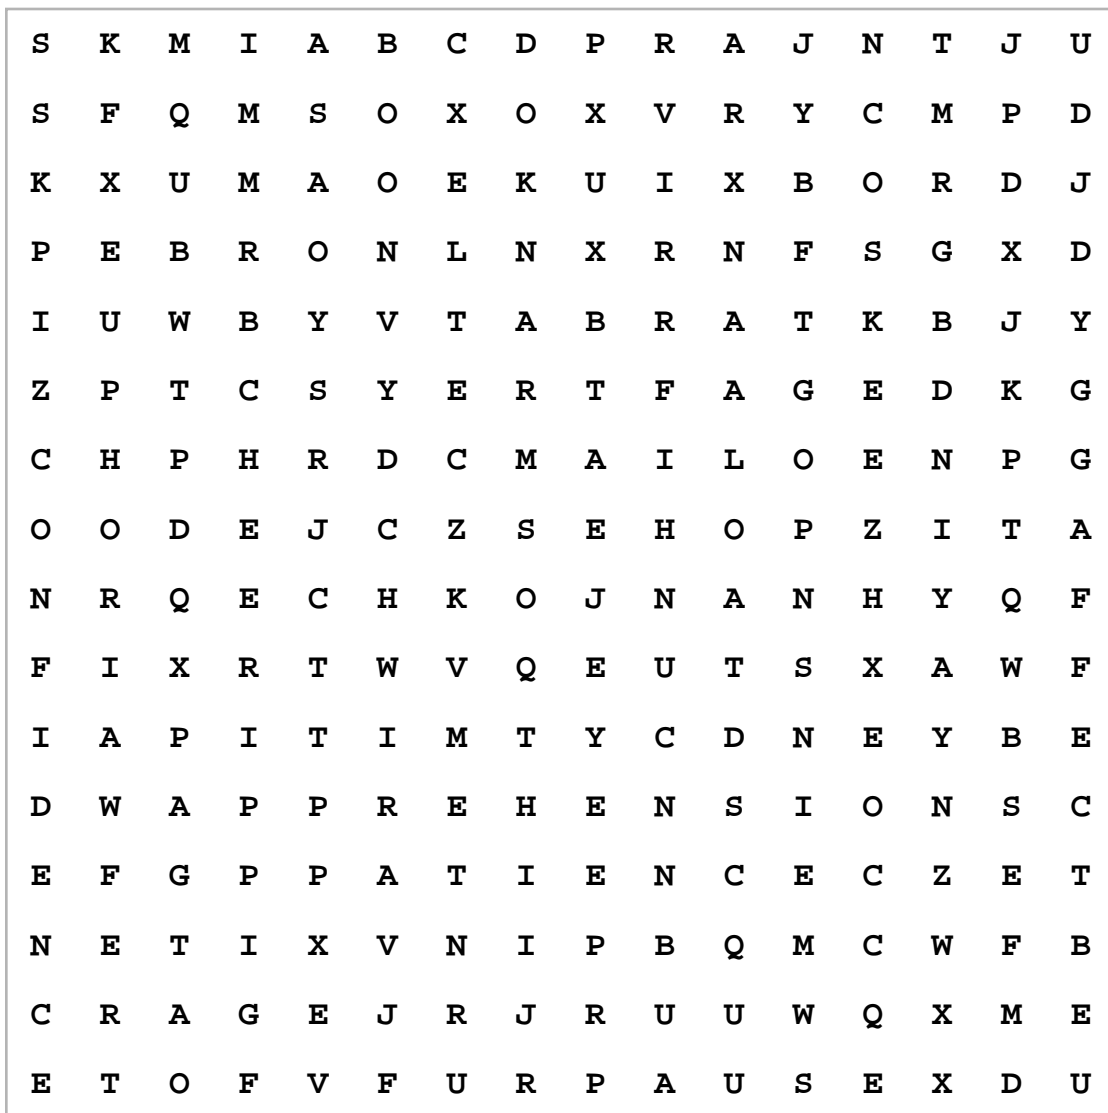 S K M I A B C D P R A J N T J U
S F Q M S O X O X V R Y C M P D
K X U M A O E K U I X B O R D J
P E B R O N L N X R N F S G X D
I U W B Y V T A B R A T K B J Y
Z P T C S Y E R T F A G E D K G
C H P H R D C M A I L O E N P G
O O D E J C Z S E H O P Z I T A
N R Q E C H K O J N A N H Y Q F
F I X R T W V Q E U T S X A W F
I A P I T I M T Y C D N E Y B E
D W A P P R E H E N S I O N S C
E F G P P A T I E N C E C Z E T
N E T I X V N I P B Q M C W F B
C R A G E J R J R U U W Q X M E
E T O F V F U R P A U S E X D U